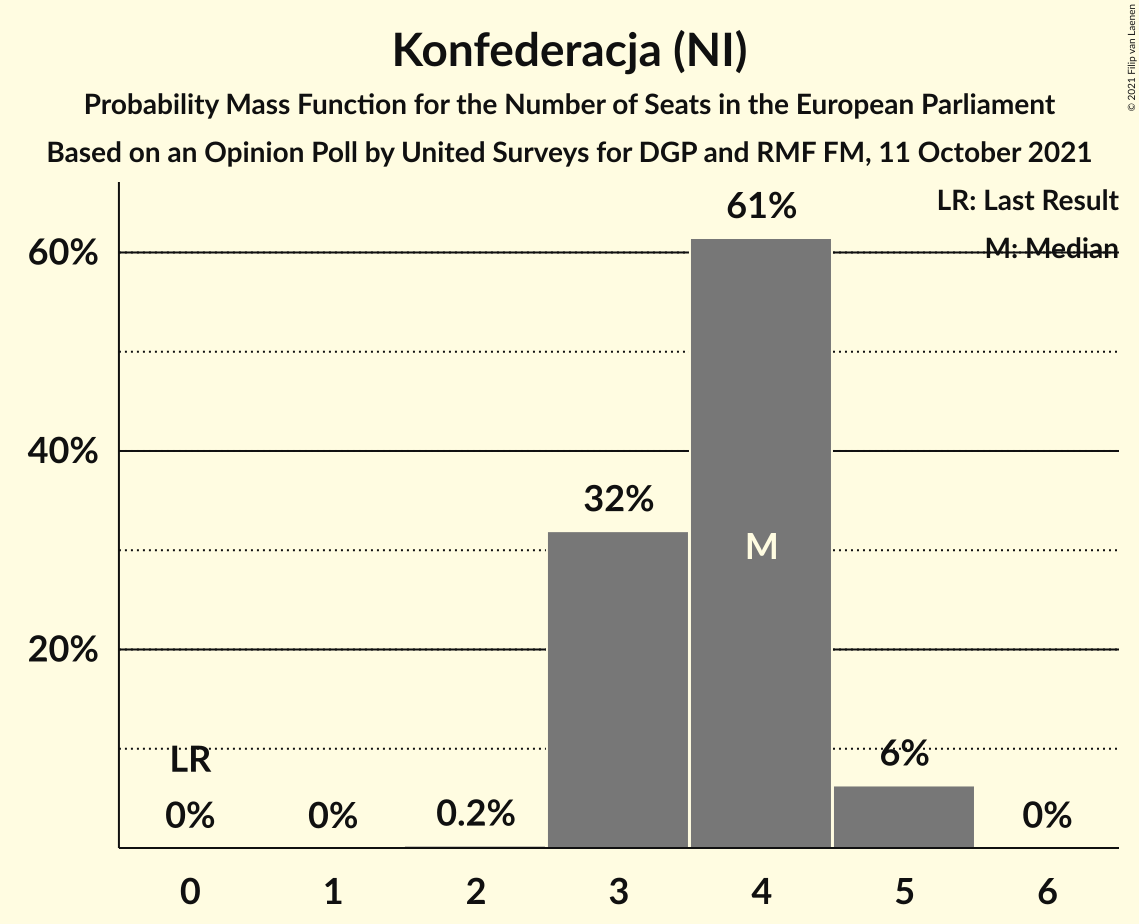 Konfederacja (NI)
Probability Mass Function for the Number of Seats in the European Parliament
Based on an Opinion Poll by United Surveys for DGP and RMF FM, 11 October 2021
© 2021 Filip van Laenen
LR: Last Result
M: Median
60%
40%
20%
61%
32%
M
LR
6%
0%
0%
0.2%
0%
0
1
2
3
4
5
6